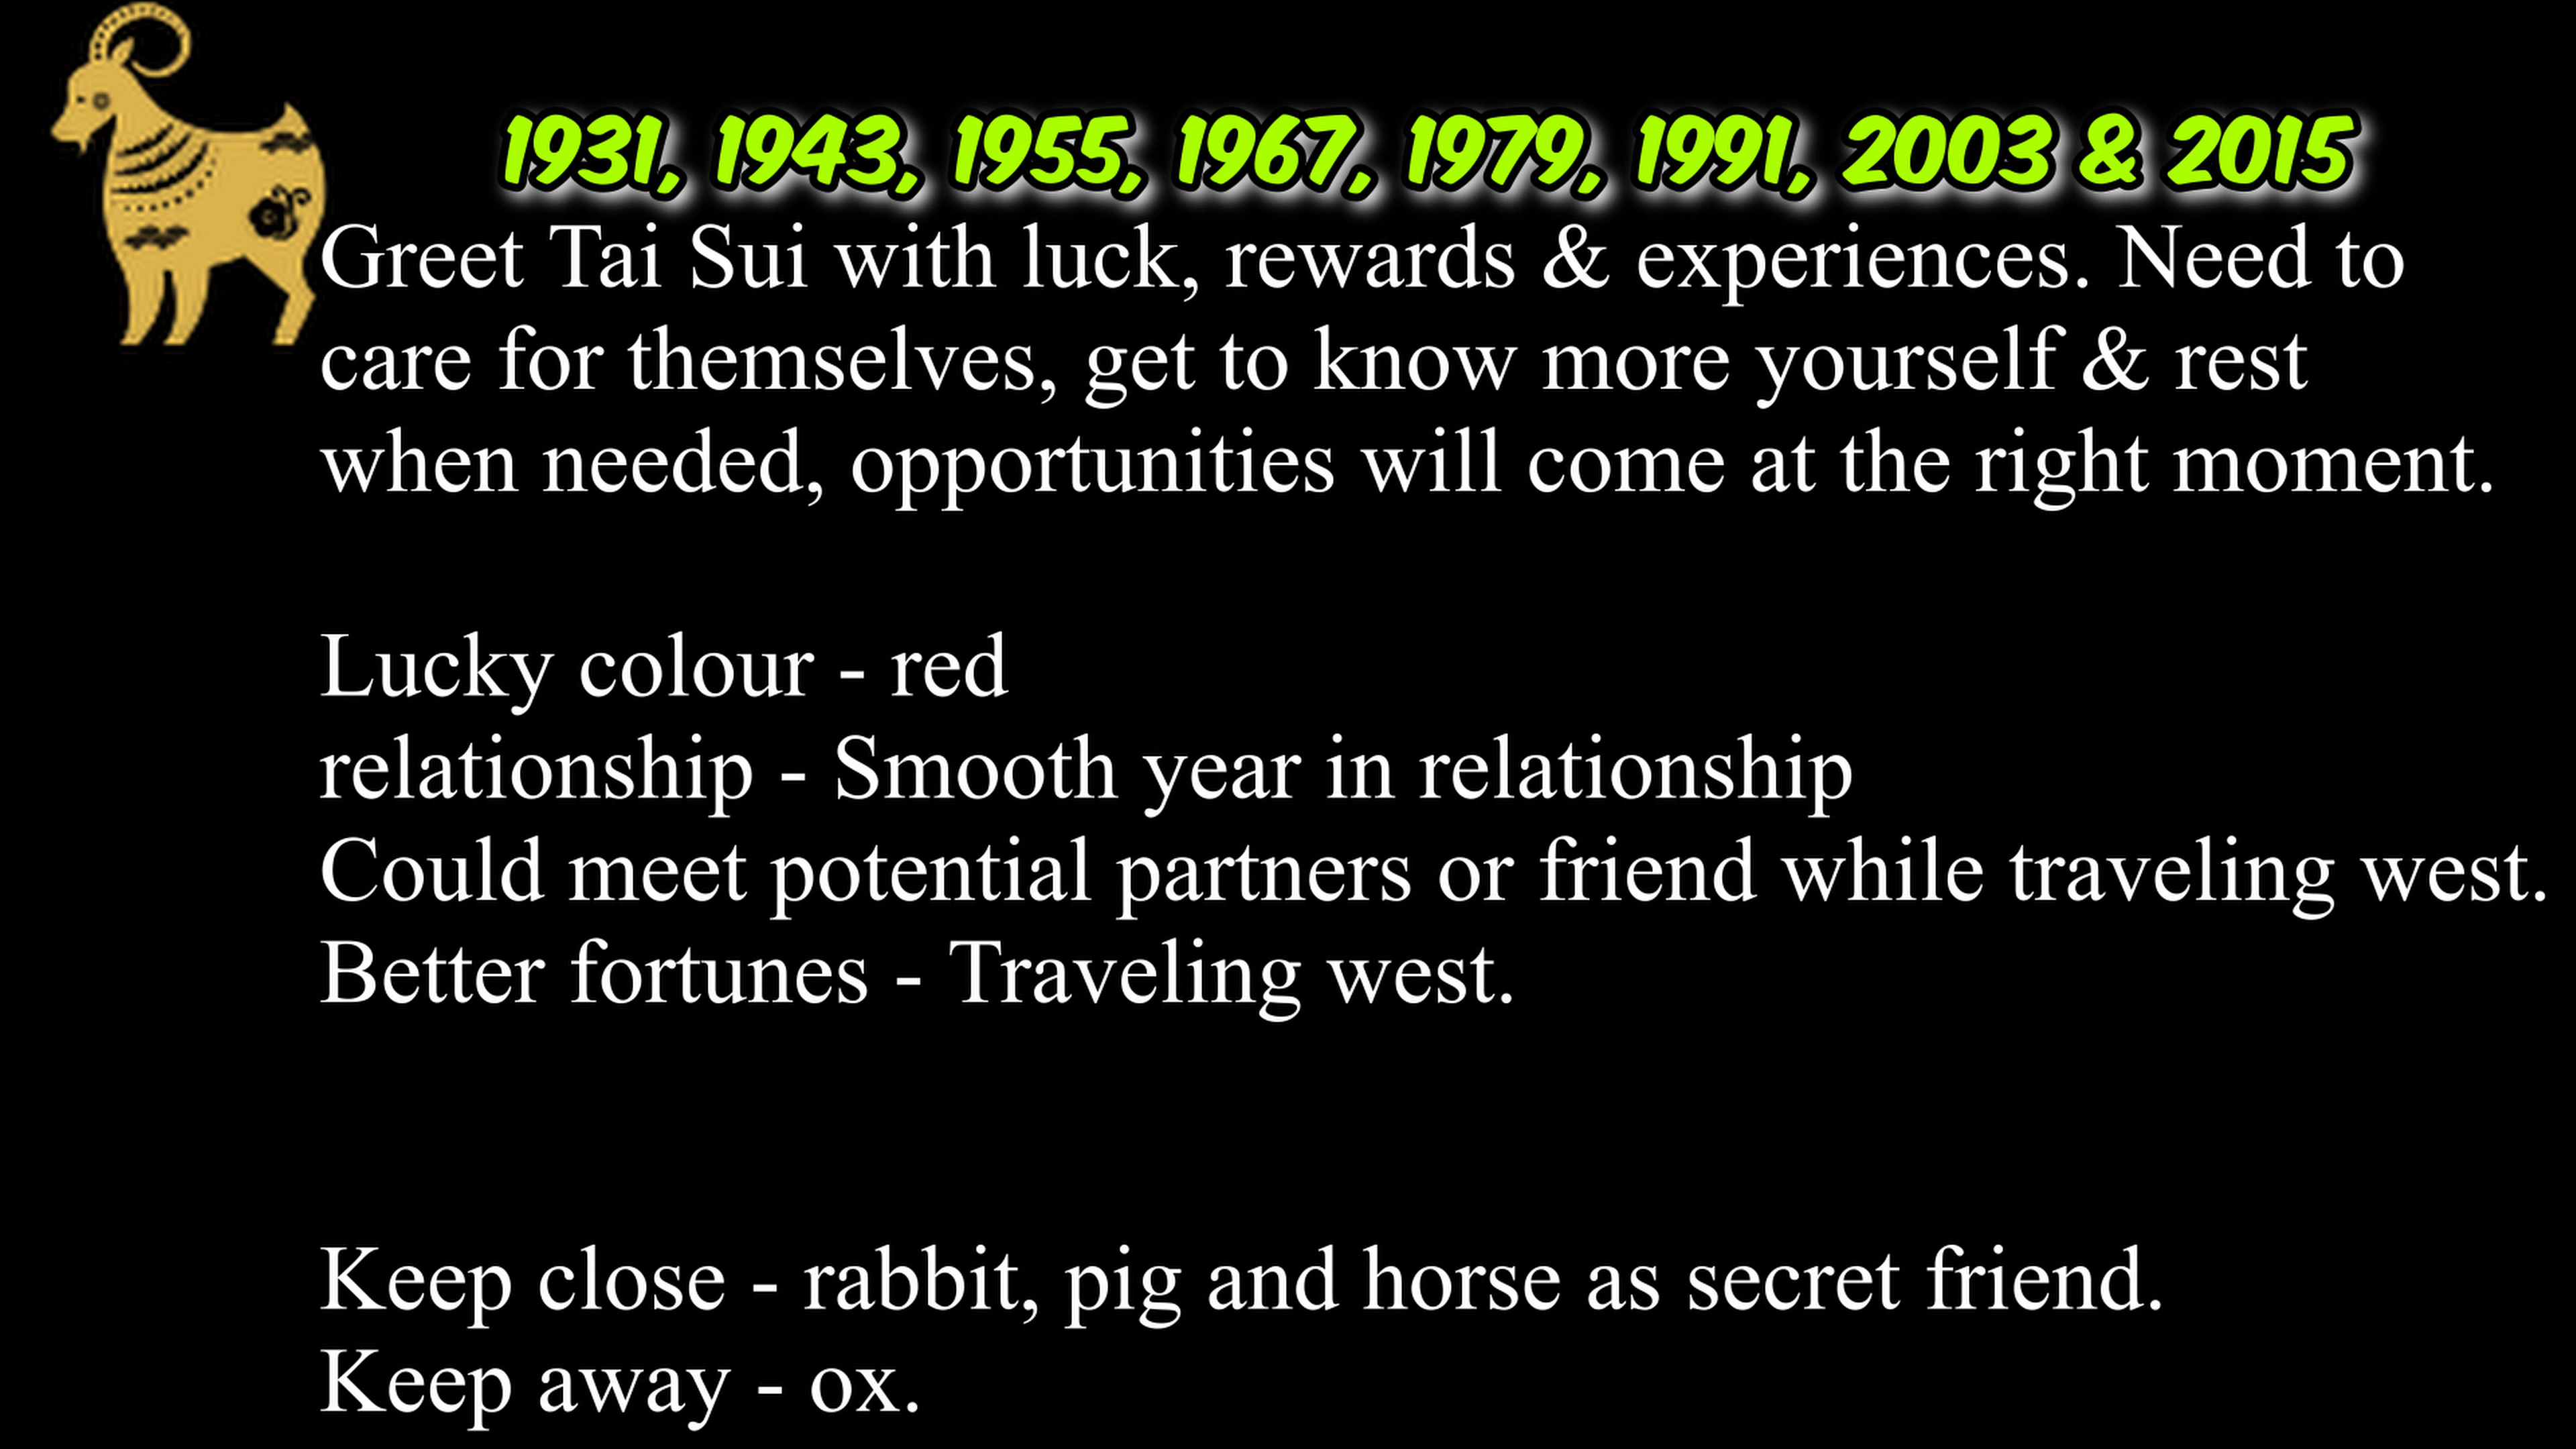 1931, 1943, 1955, 1967, 1979, 1991, 2003 & 2015
Greet Tai Sui with luck, rewards & experiences. Need to
care for themselves, get to know more yourself & rest
when needed, opportunities will come at the right moment.
Lucky colour - red
relationship - Smooth year in relationship
Could meet potential partners or friend while traveling west.
Better fortunes - Traveling west.
Keep close - rabbit, pig and horse as secret friend.
Keep away - ox.